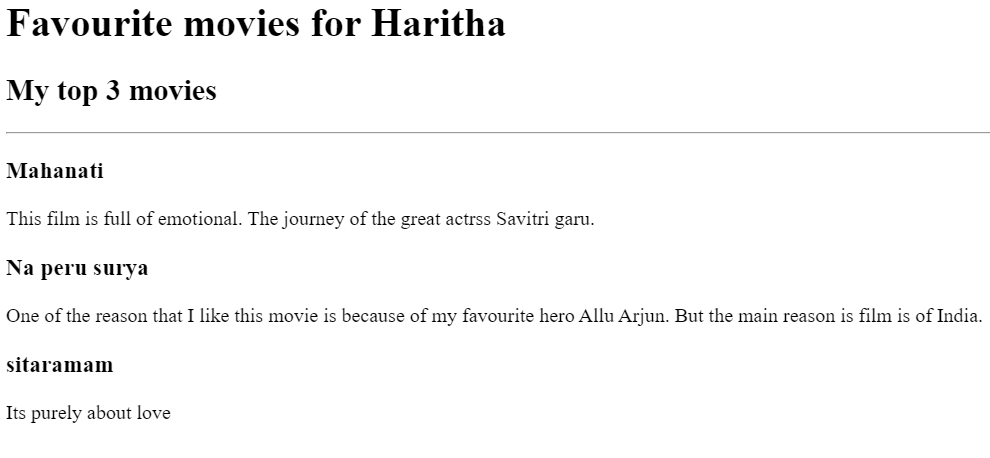 Favourite movies for Haritha
My top 3 movies
Mahanati
This film is full of emotional. The journey of the great actrss Savitri garu.
Na peru surya
One of the reason that I like this movie is because of my favourite hero Allu Arjun. But the main reason is film is of India.
sitaramam
Its purely about love